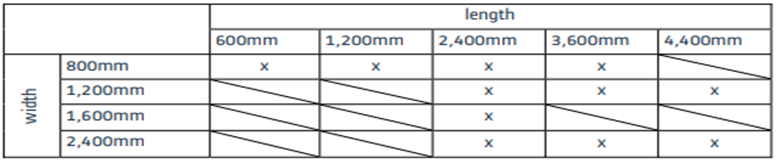 length
600mm 1,200mm 2,400mm 3,600mm 4,400mm
width
800mm x x x x
1,200mm x x x
1,600mm x
2,400mm x x x